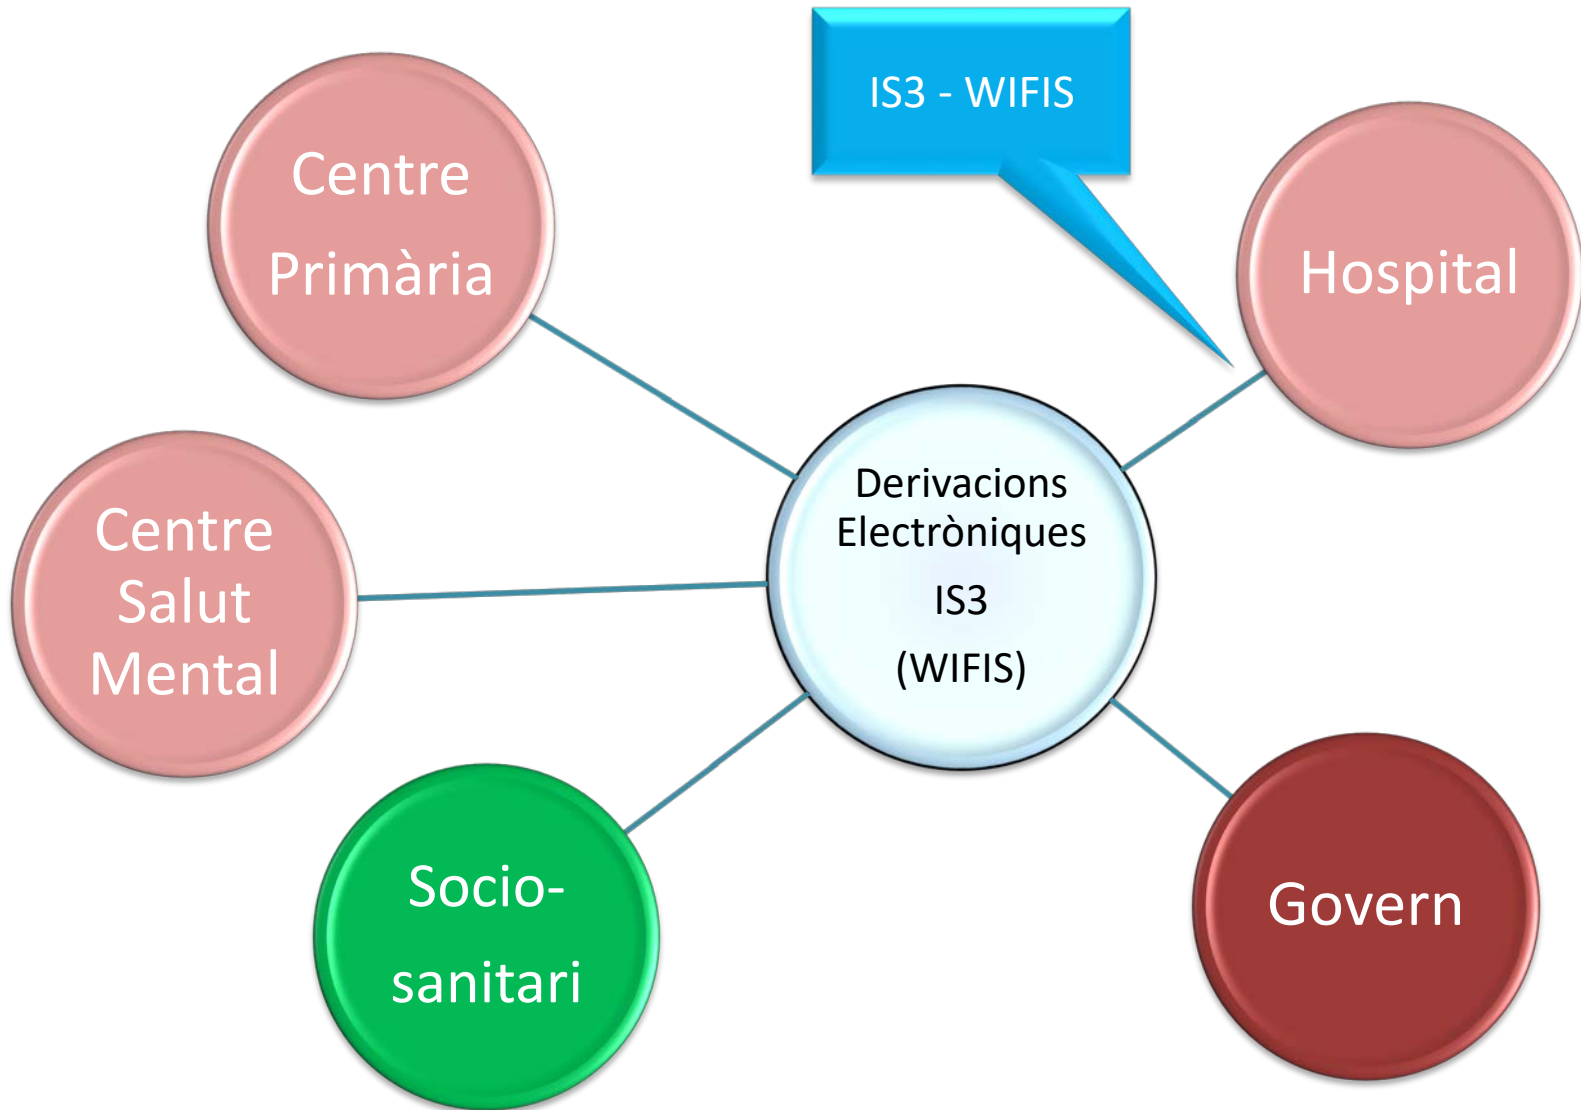 IS3 - WIFIS
Centre
Primària
Hospital
Centre
Salut
Mental
Derivacions
Electròniques
IS3
(WIFIS)
Socio-
sanitari
Govern